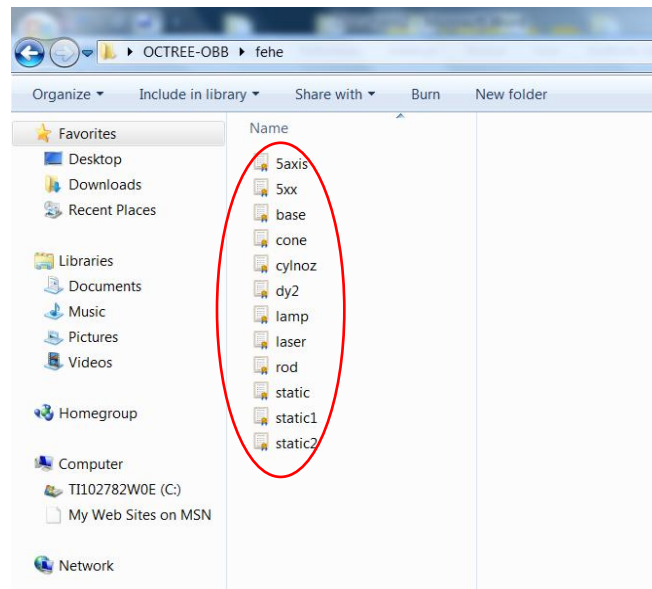 OCTREE-OBB fehe
Organize Include in library Share with Burn New folder
Favorites
Desktop
Downloads
Recent Places
Libraries
Documents
Music
Pictures
Videos
Homegroup
Computer
TI102782W0E (C:)
My Web Sites on MSN
Network
Name
5axis
5xx
base
cone
cylnoz
dy2
lamp
laser
rod
static
static1
static2